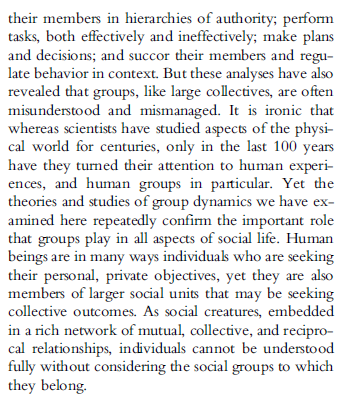 their members in hierarchies of authority; perform
tasks, both effectively and ineffectively; make plans
and decisions; and succor their members and regu-
late behavior in context. But these analyses have also
revealed that groups, like large collectives, are often
misunderstood and mismanaged. It is ironic that
whereas scientists have studied aspects of the physi-
cal world for centuries, only in the last 100 years
have they turned their attention to human experi-
ences, and human groups in particular. Yet the
theories and studies of group dynamics we have ex-
amined here repeatedly confirm the important role
that groups play in all aspects of social life. Human
beings are in many ways individuals who are seeking
their personal, private objectives, yet they are also
members of larger social units that may be seeking
collective outcomes. As social creatures, embedded
in a rich network of mutual, collective, and recipro-
cal relationships, individuals cannot be understood
fully without considering the social groups to which
they belong.